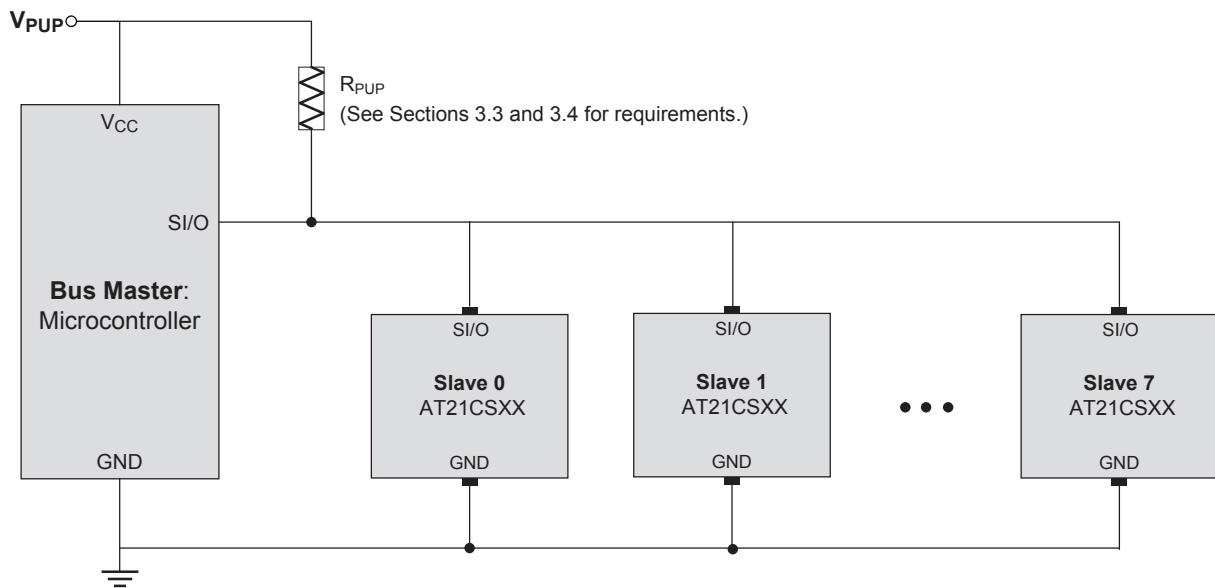 VPUP
RPUP
(See Sections 3.3 and 3.4 for requirements.)
VCC
SI/O
Bus Master:
Microcontroller
GND
SI/O
Slave 0
AT21CSXX
GND
SI/O
Slave 1
AT21CSXX
GND
SI/O
Slave 7
AT21CSXX
GND